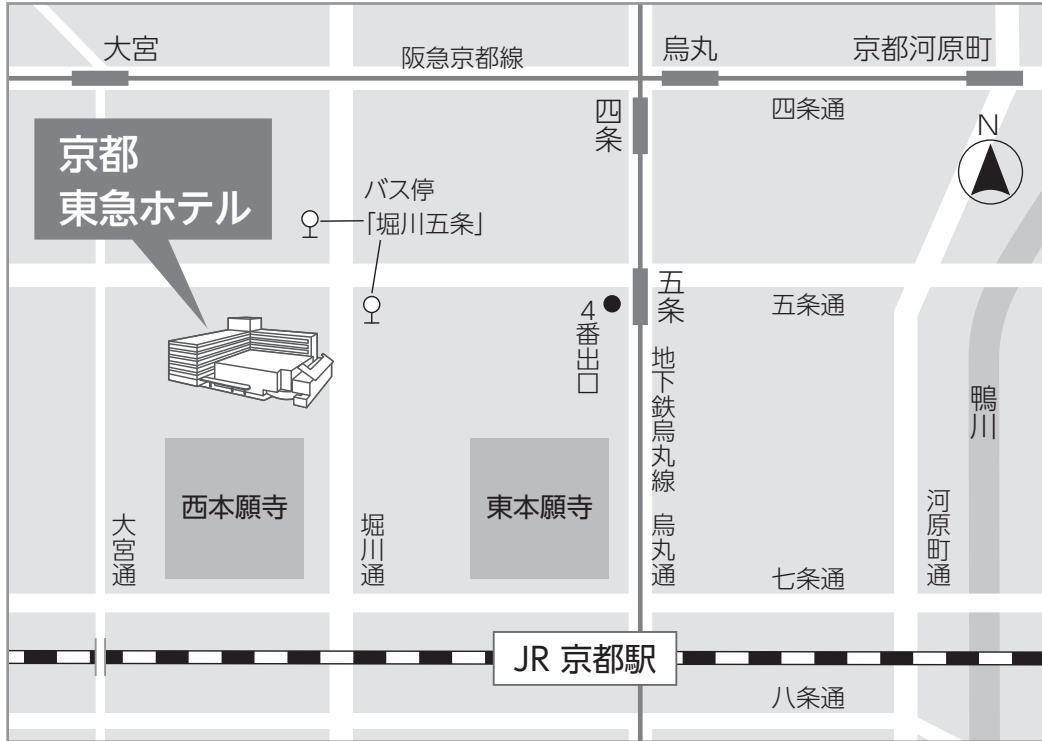 大宮
阪急京都線
烏丸
京都河原町
四条
四条通
N
京都
東急ホテル
バス停
「堀川五条」
五条
五条通
4番出口
地下鉄烏丸線
烏丸通
鴨川
西本願寺
東本願寺
大宮通
堀川通
河原町通
七条通
JR 京都駅
八条通